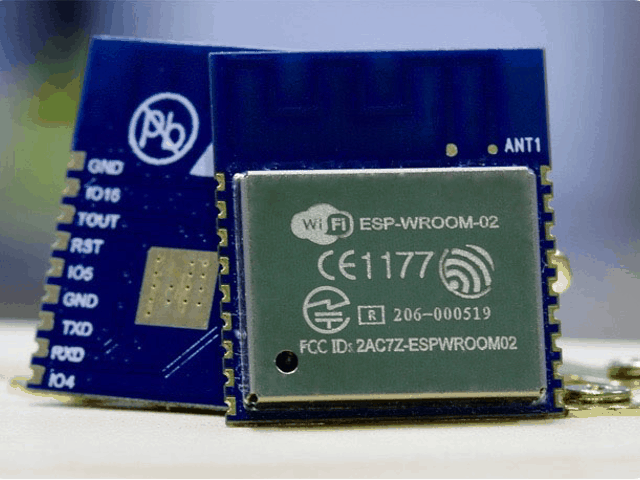 Pb
GND
IO16
TOUT
RST
IO5
GND
TXD
RXD
IO4
ANT1
WiFi ESP-WROOM-02
CE1177
R 206-000519
FCC ID: 2AC7Z-ESPWROOM02